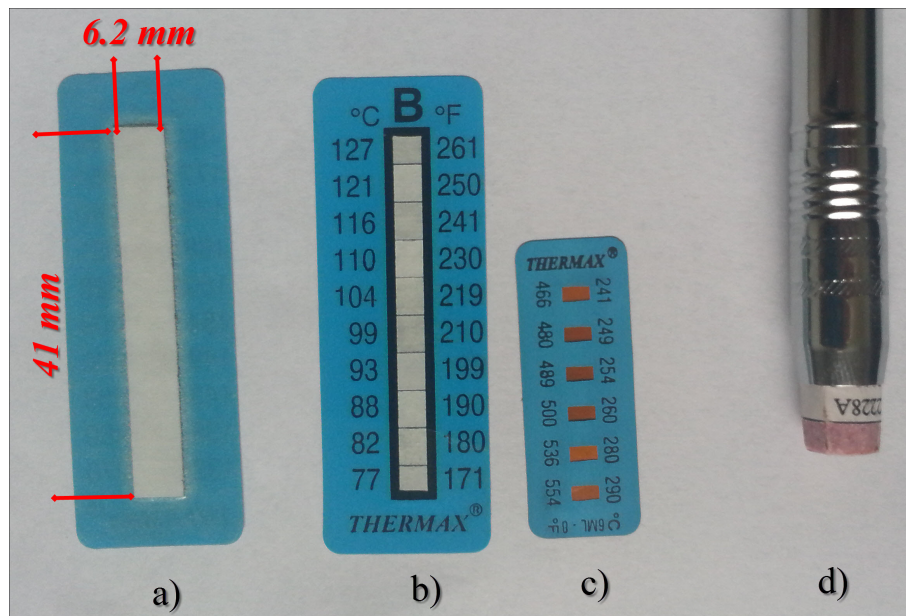 6.2 mm
41 mm
B
°C °F
127 261
121 250
116 241
110 230
104 219
99 210
93 199
88 190
82 180
77 171
THERMAX®
THERMAX®
466 241
480 249
489 254
500 260
536 280
554 290
°F 6ML - 8 °C
2228A
a)
b)
c)
d)